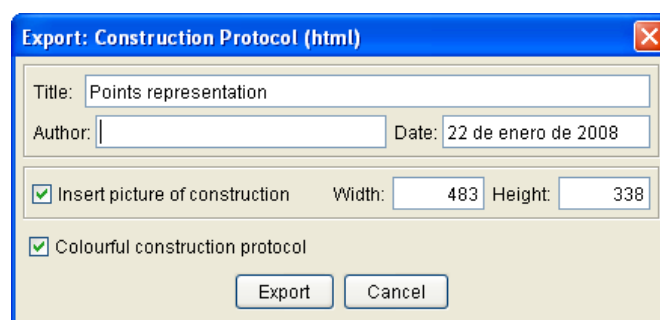 Export: Construction Protocol (html)
Title: Points representation
Author: Date: 22 de enero de 2008
Insert picture of construction Width: 483 Height: 338
Colourful construction protocol
Export Cancel